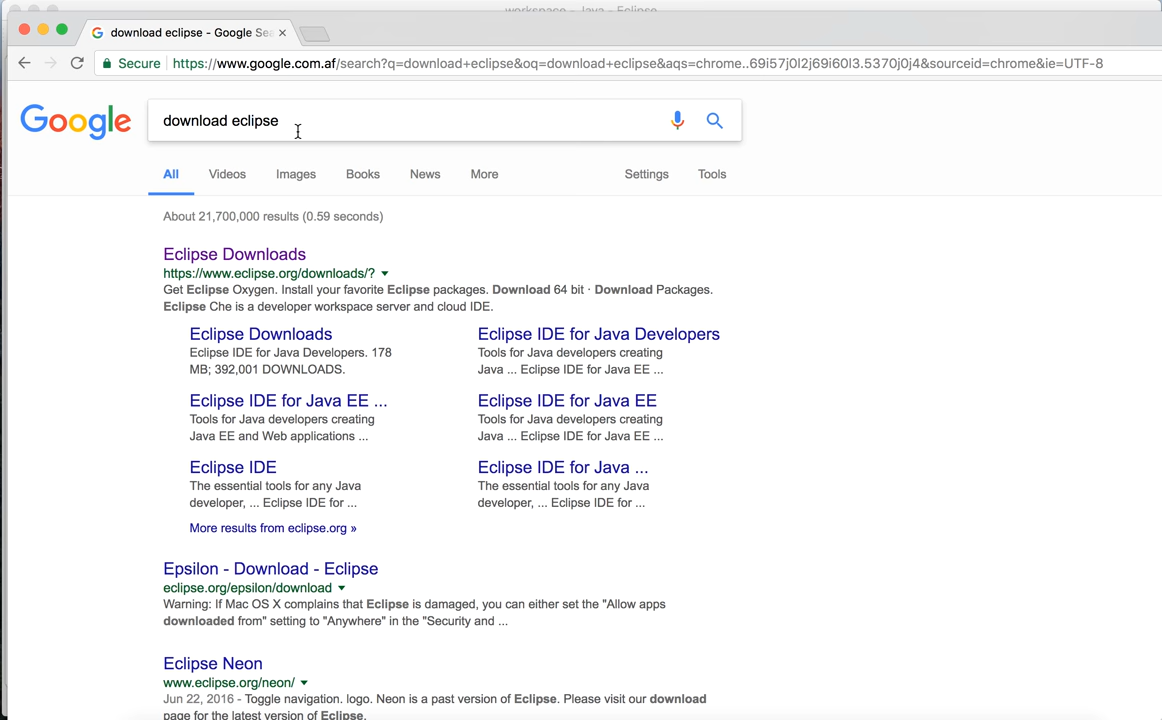 workspace - Java - Eclipse
download eclipse - Google Sea
Secure https://www.google.com.af/search?q=download+eclipse&oq=download+eclipse&aqs=chrome..69i57j0l2j69i60l3.5370j0j4&sourceid=chrome&ie=UTF-8
Google download eclipse
All Videos Images Books News More Settings Tools
About 21,700,000 results (0.59 seconds)
Eclipse Downloads
https://www.eclipse.org/downloads/?
Get Eclipse Oxygen. Install your favorite Eclipse packages. Download 64 bit · Download Packages.
Eclipse Che is a developer workspace server and cloud IDE.
Eclipse Downloads Eclipse IDE for Java Developers
Eclipse IDE for Java Developers. 178 Tools for Java developers creating
MB; 392,001 DOWNLOADS. Java ... Eclipse IDE for Java EE ...
Eclipse IDE for Java EE ... Eclipse IDE for Java EE
Tools for Java developers creating Tools for Java developers creating
Java EE and Web applications ... Java ... Eclipse IDE for Java EE ...
Eclipse IDE Eclipse IDE for Java ...
The essential tools for any Java The essential tools for any Java
developer, ... Eclipse IDE for ... developer, ... Eclipse IDE for ...
More results from eclipse.org »
Epsilon - Download - Eclipse
eclipse.org/epsilon/download
Warning: If Mac OS X complains that Eclipse is damaged, you can either set the "Allow apps
downloaded from" setting to "Anywhere" in the "Security and ...
Eclipse Neon
www.eclipse.org/neon/
Jun 22, 2016 - Toggle navigation. logo. Neon is a past version of Eclipse. Please visit our download
page for the latest version of Eclipse.